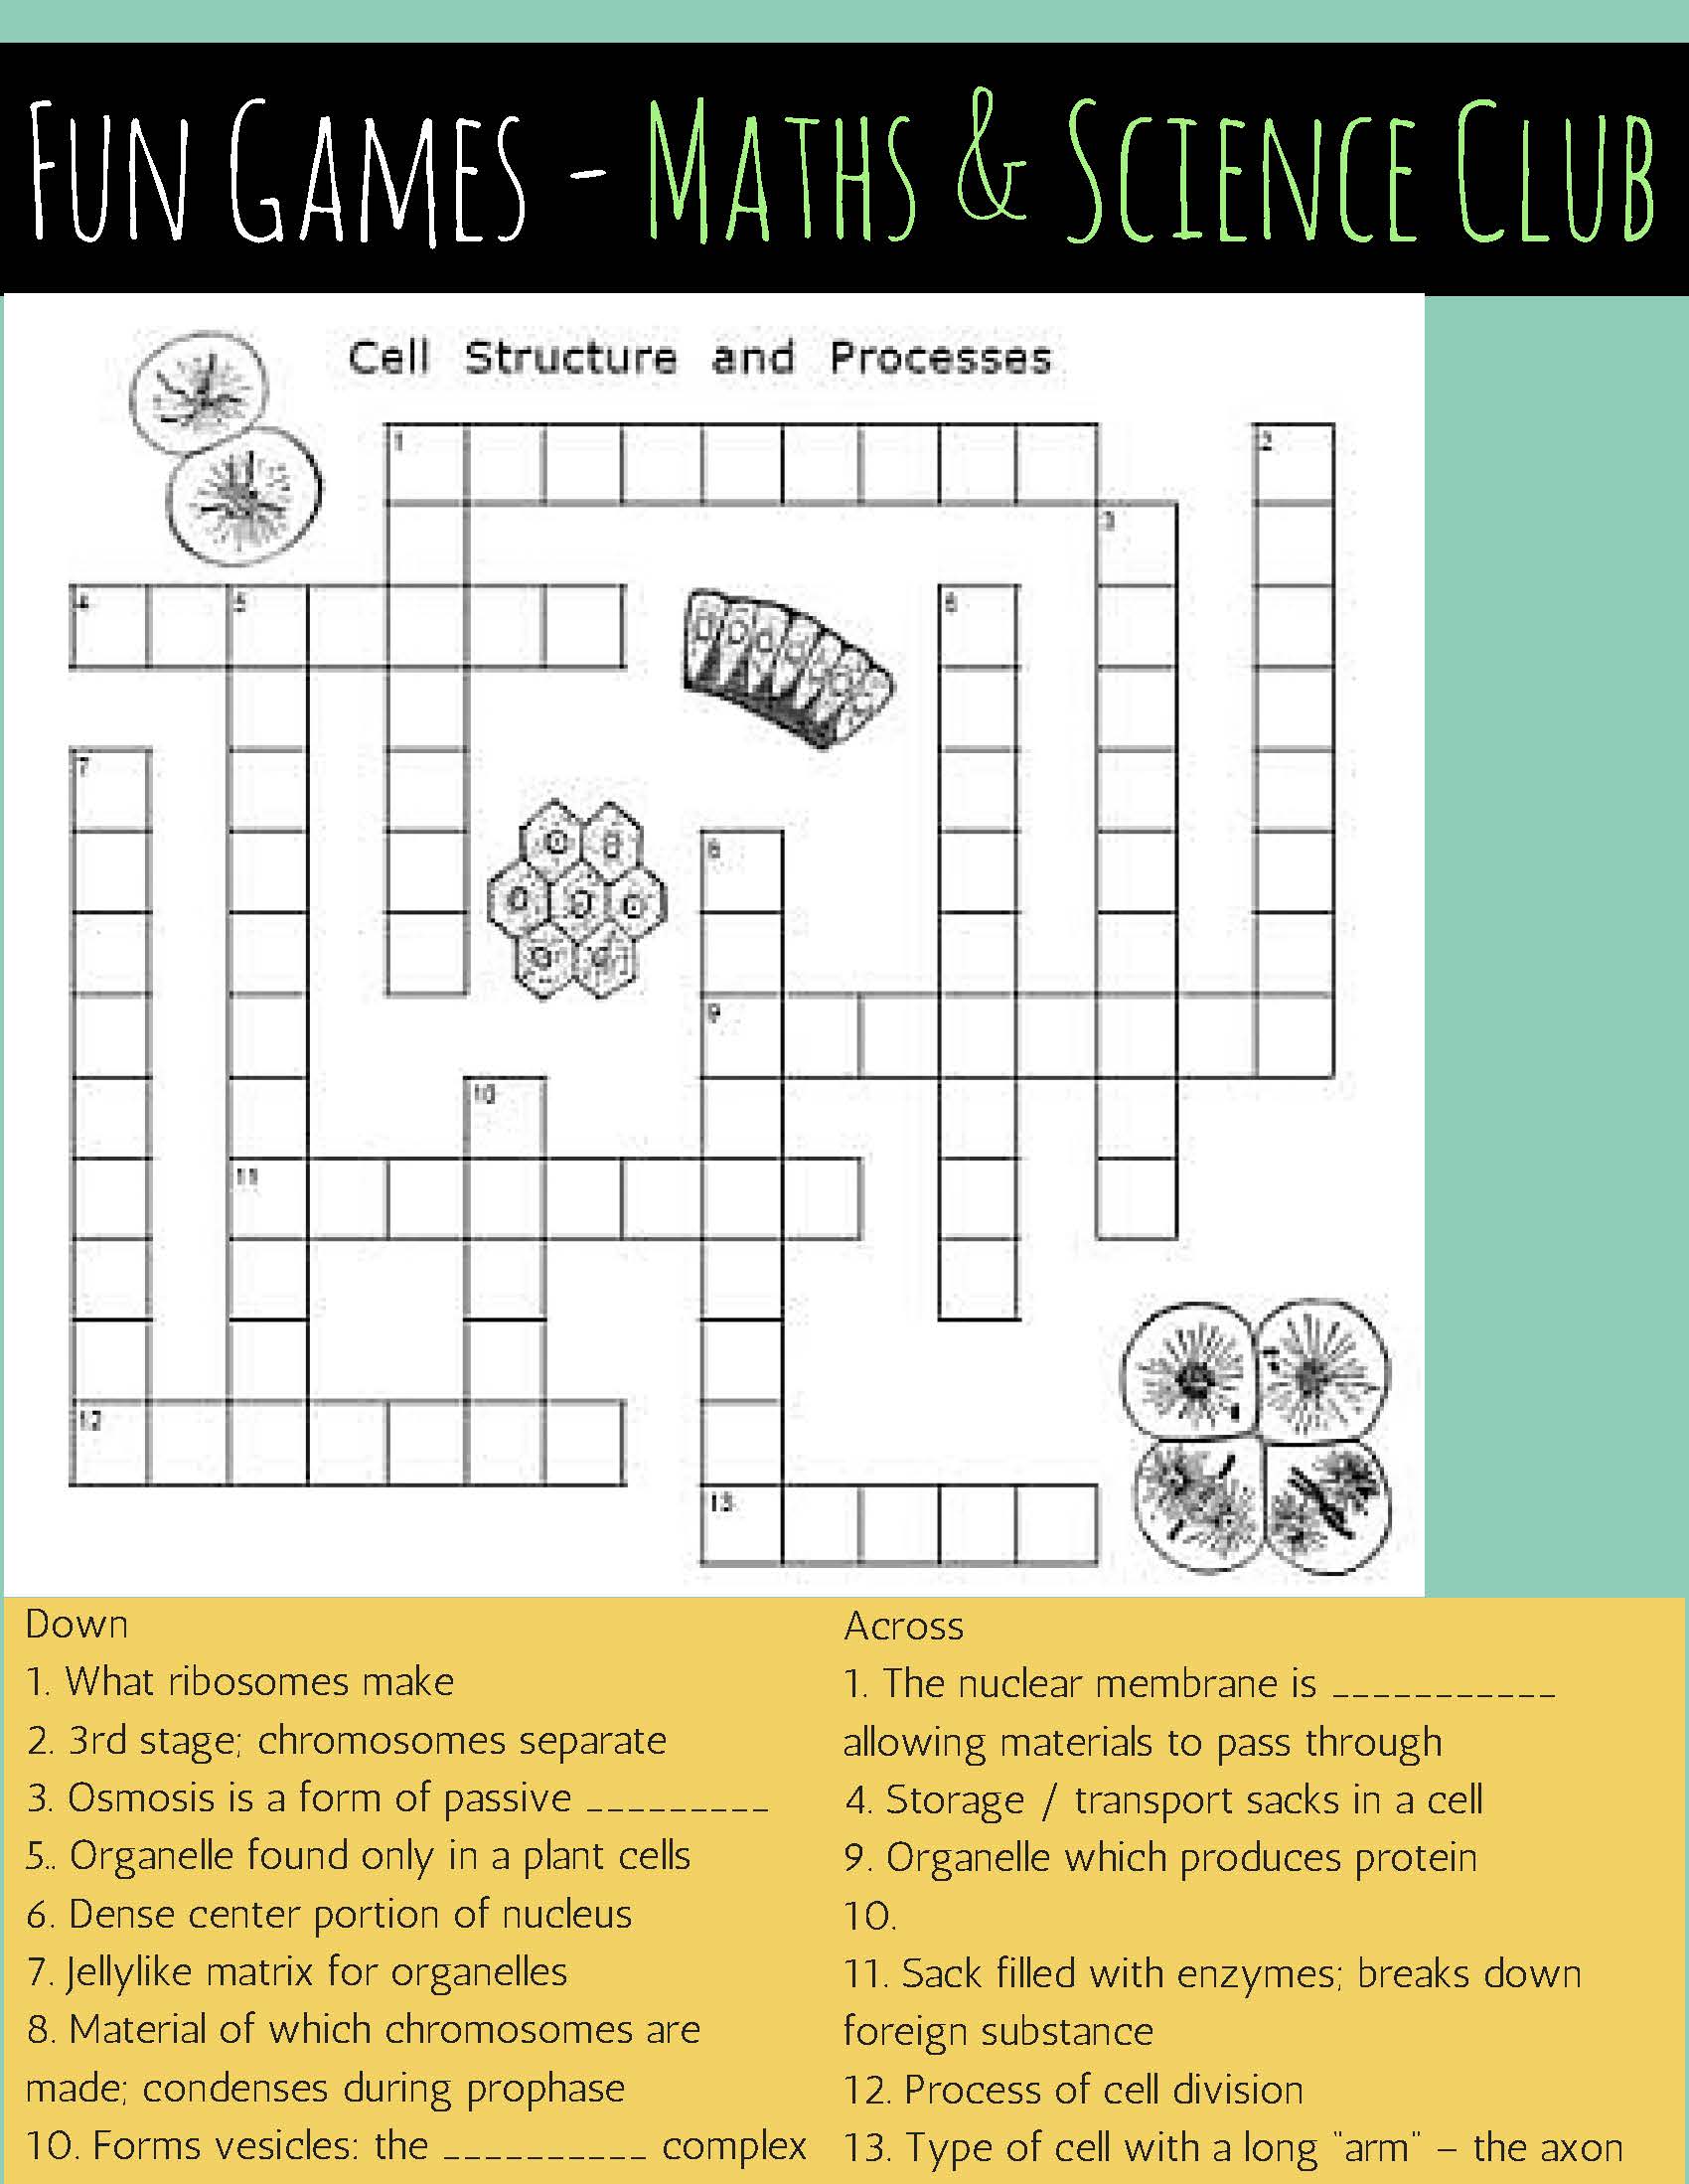 FUN GAMES - MATHS & SCIENCE CLUB
Cell Structure and Processes
1
2
3
4
5
6
7
8
9
10
11
12
13
Down
1. What ribosomes make
2. 3rd stage; chromosomes separate
3. Osmosis is a form of passive _________
5.. Organelle found only in a plant cells
6. Dense center portion of nucleus
7. Jellylike matrix for organelles
8. Material of which chromosomes are
made; condenses during prophase
10. Forms vesicles: the __________ complex
Across
1. The nuclear membrane is ___________
allowing materials to pass through
4. Storage / transport sacks in a cell
9. Organelle which produces protein
10.
11. Sack filled with enzymes; breaks down
foreign substance
12. Process of cell division
13. Type of cell with a long "arm" – the axon